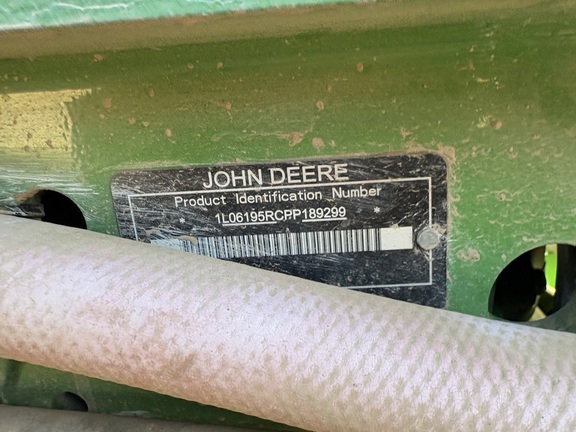 JOHN DEERE
Product Identification Number
* 1L06195RCPP189299 *